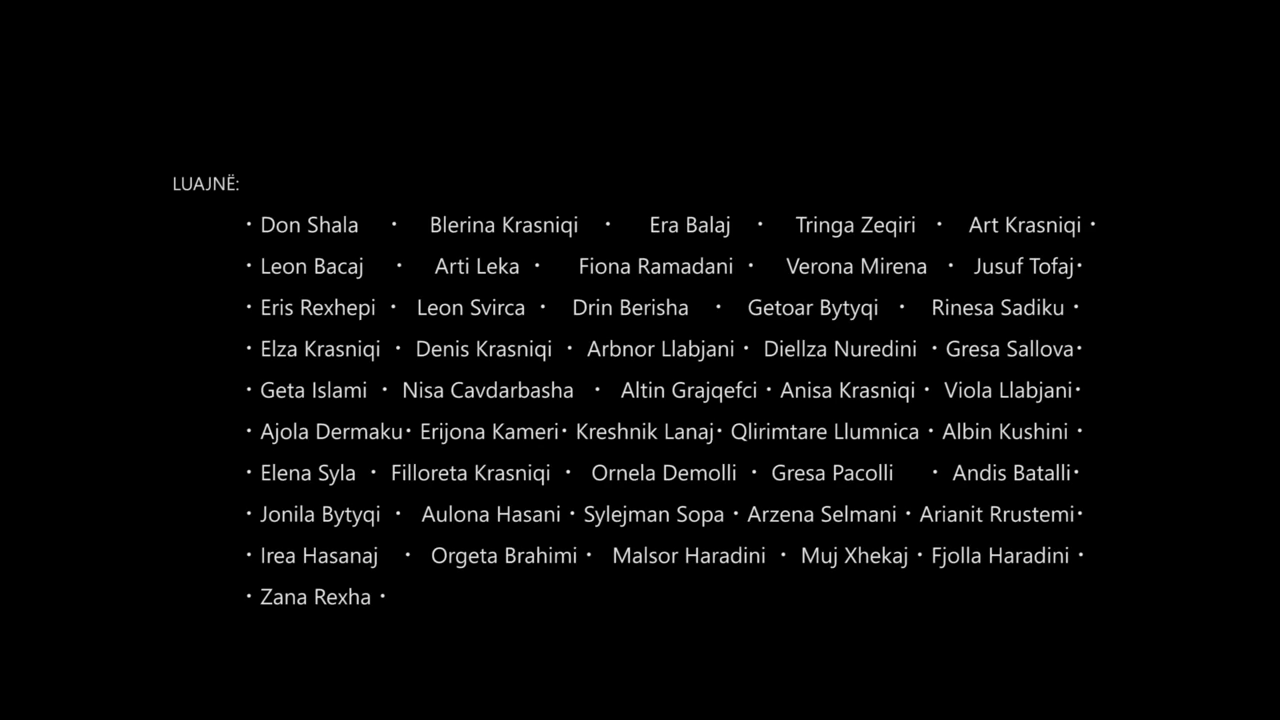 LUAJNË:
· Don Shala · Blerina Krasniqi · Era Balaj · Tringa Zeqiri · Art Krasniqi ·
· Leon Bacaj · Arti Leka · Fiona Ramadani · Verona Mirena · Jusuf Tofaj·
· Eris Rexhepi · Leon Svirca · Drin Berisha · Getoar Bytyqi · Rinesa Sadiku ·
· Elza Krasniqi · Denis Krasniqi · Arbnor Llabjani · Diellza Nuredini · Gresa Sallova·
· Geta Islami · Nisa Cavdarbasha · Altin Grajqefci · Anisa Krasniqi · Viola Llabjani·
· Ajola Dermaku· Erijona Kameri· Kreshnik Lanaj· Qlirimtare Llumnica · Albin Kushini ·
· Elena Syla · Filloreta Krasniqi · Ornela Demolli · Gresa Pacolli · Andis Batalli·
· Jonila Bytyqi · Aulona Hasani · Sylejman Sopa · Arzena Selmani · Arianit Rrustemi·
· Irea Hasanaj · Orgeta Brahimi · Malsor Haradini · Muj Xhekaj · Fjolla Haradini ·
· Zana Rexha ·